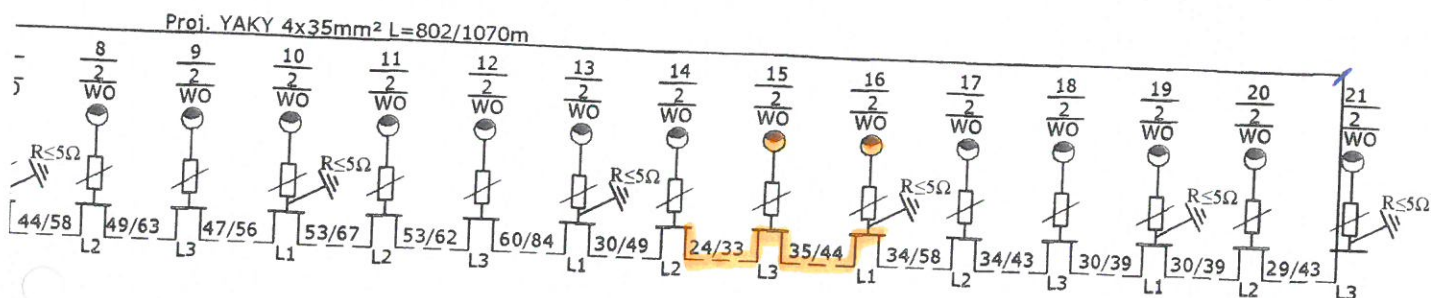 Proj. YAKY 4x35mm² L=802/1070m
8 9 10 11 12 13 14 15 16 17 18 19 20 21
2 2 2 2 2 2 2 2 2 2 2 2 2 2
WO WO WO WO WO WO WO WO WO WO WO WO WO WO
R≤5Ω R≤5Ω R≤5Ω R≤5Ω R≤5Ω R≤5Ω
44/58 49/63 47/56 53/67 53/62 60/84 30/49 24/33 35/44 34/58 34/43 30/39 30/39 29/43
L2 L3 L1 L2 L3 L1 L2 L3 L1 L2 L3 L1 L2 L3